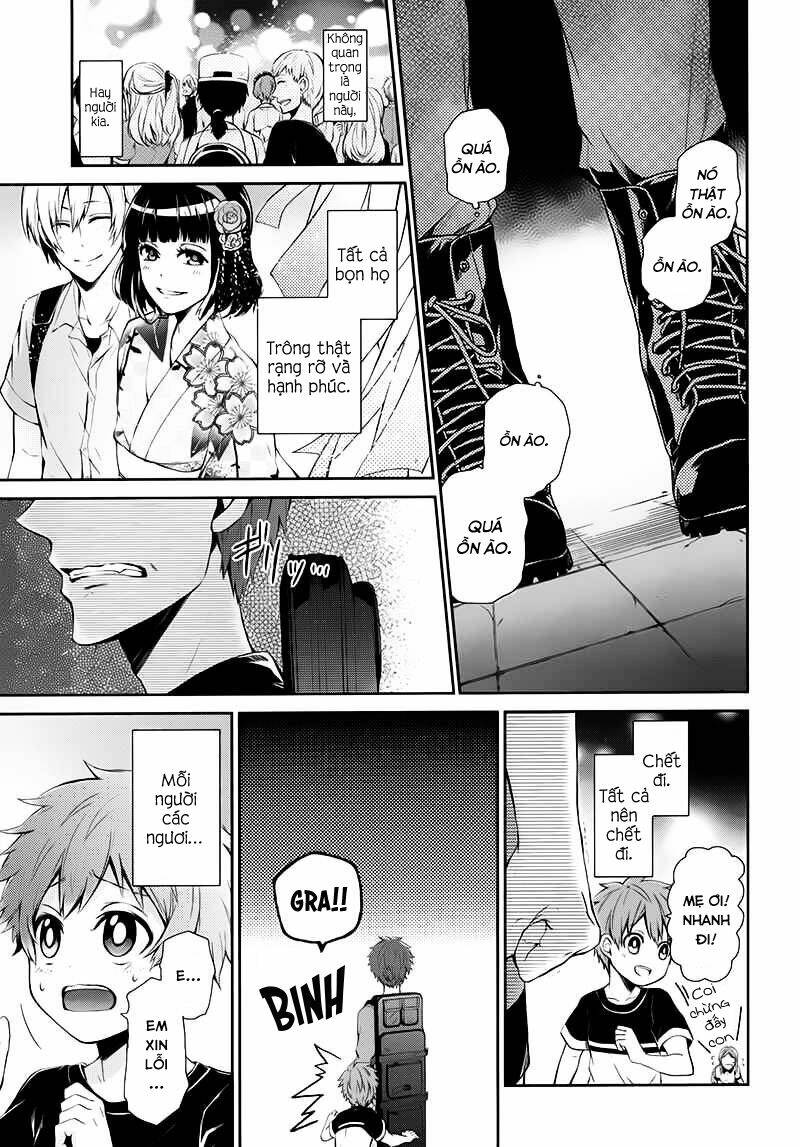 NÓ
THẬT
ỒN ÀO.
QUÁ
ỒN ÀO.
ỒN ÀO.
ỒN
ÀO.
QUÁ
ỒN ÀO.
Không
quan
trọng
là
người
này,
Hay
người
kia.
Tất cả
bọn họ
Trông thật
rạng rỡ và
hạnh phúc.
ギリッ…
Chết
đi.
Tất cả
nên
chết
đi.
MẸ ƠI!
NHANH
ĐI!
COI
chừng
đấy
con
GRA!!
BINH
Mỗi
người
các
ngươi...
E...
EM
XIN
LỖI
...